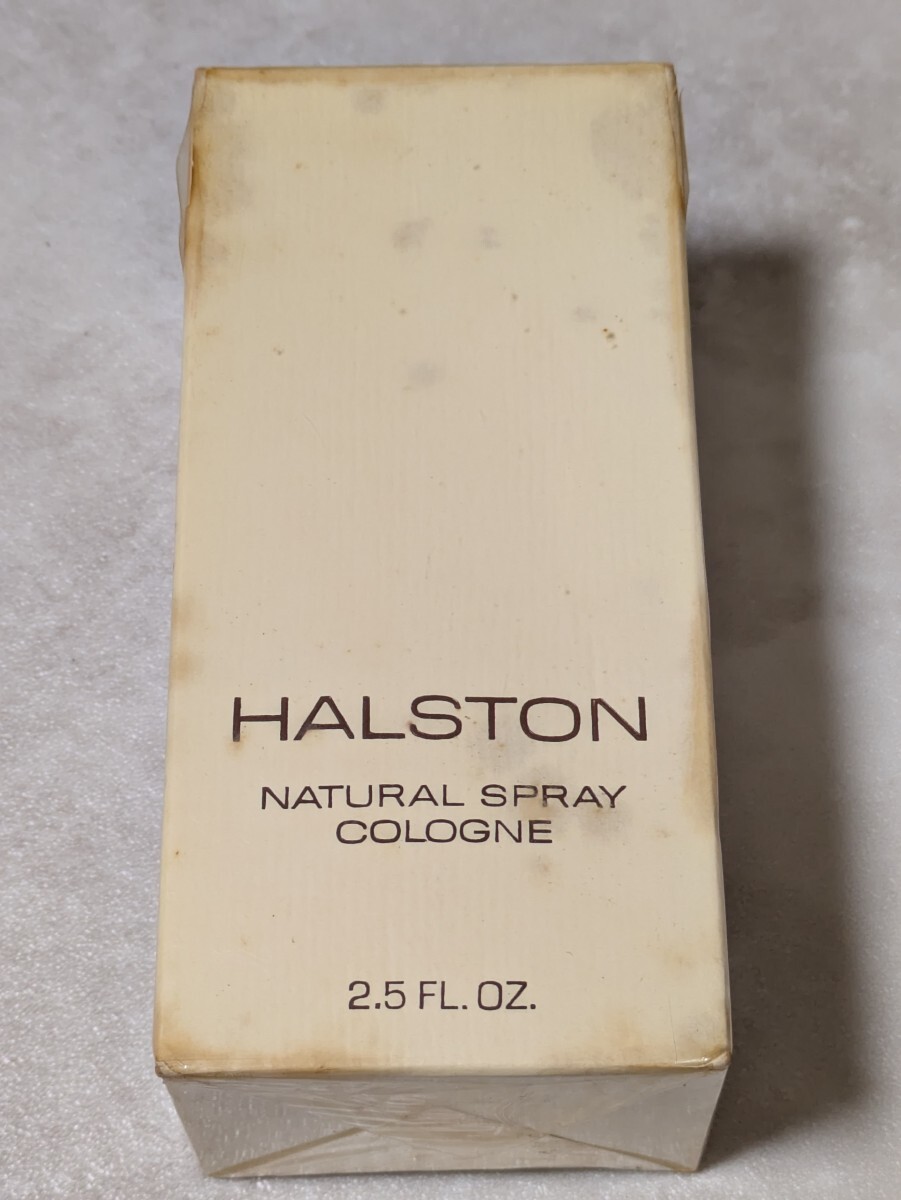 HALSTON
NATURAL SPRAY
COLOGNE
2.5 FL. OZ.